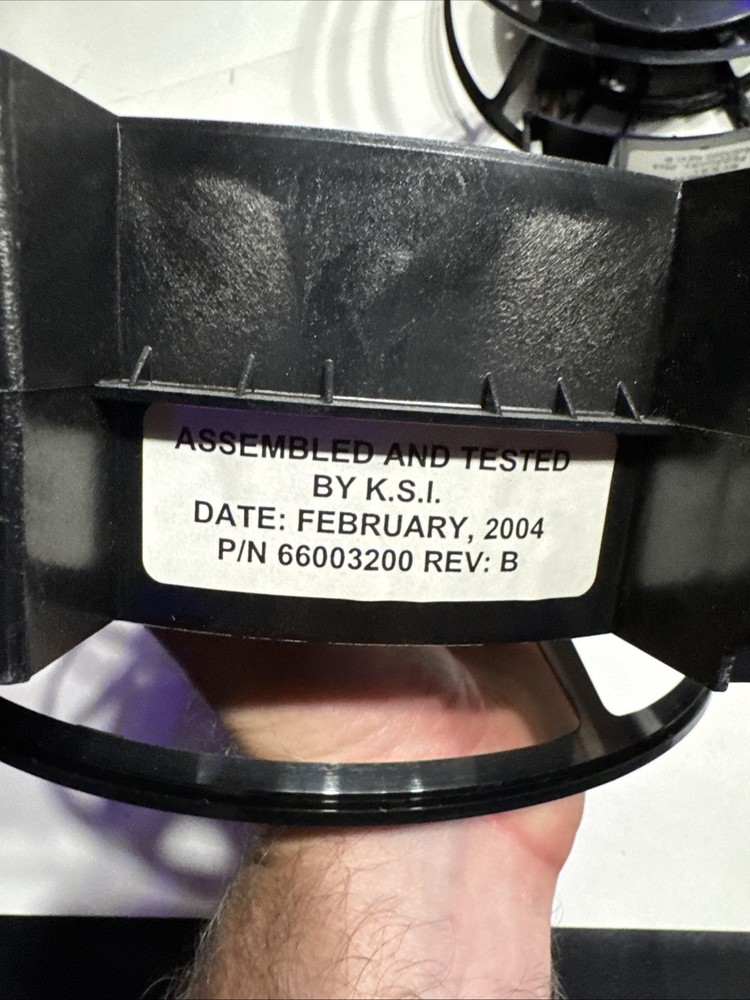 ASSEMBLED AND TESTED
BY K.S.I.
DATE: FEBRUARY, 2004
P/N 66003200 REV: B